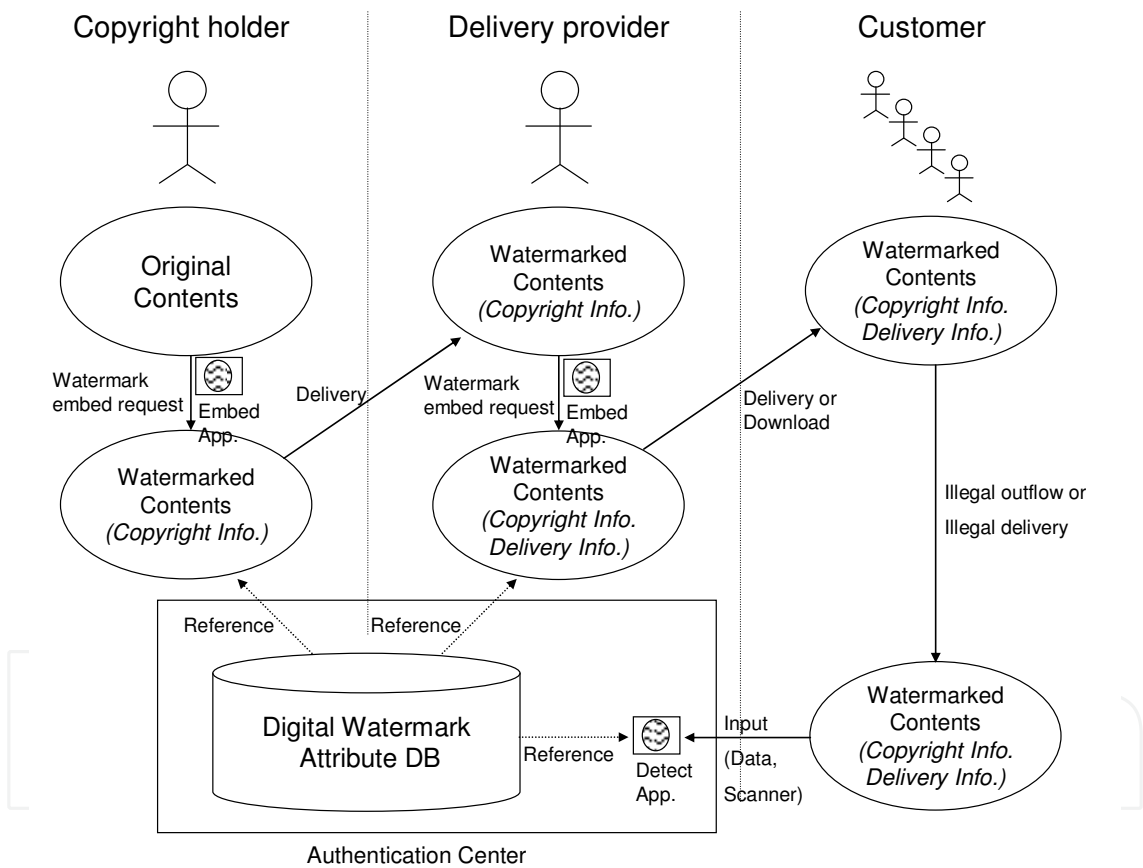 Copyright holder
Delivery provider
Customer
Original
Contents
Watermarked
Contents
(Copyright Info.)
Watermarked
Contents
(Copyright Info.
Delivery Info.)
Watermark
embed request
Embed
App.
Delivery
Watermark
embed request
Embed
App.
Delivery or
Download
Watermarked
Contents
(Copyright Info.)
Watermarked
Contents
(Copyright Info.
Delivery Info.)
Illegal outflow or
Illegal delivery
Reference
Reference
Digital Watermark
Attribute DB
Reference
Detect
App.
Input
(Data,
Scanner)
Watermarked
Contents
(Copyright Info.
Delivery Info.)
Authentication Center